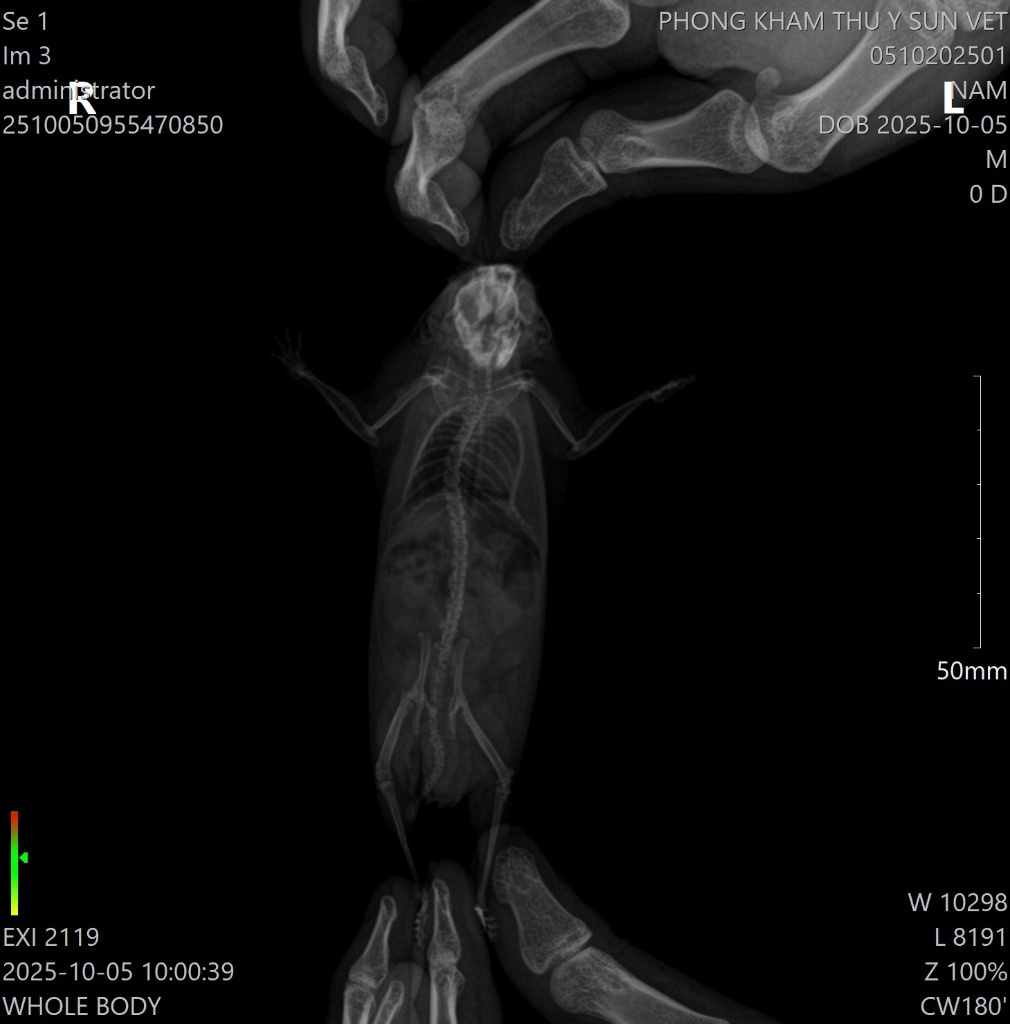 Se 1
Im 3
administrator
2510050955470850
R
PHONG KHAM THU Y SUN VET
0510202501
NAM
DOB 2025-10-05
M
0 D
L
50mm
EXI 2119
2025-10-05 10:00:39
WHOLE BODY
W 10298
L 8191
Z 100%
CW180'